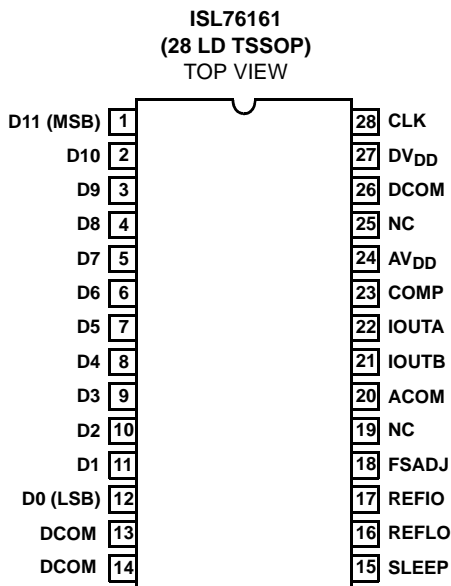 ISL76161
(28 LD TSSOP)
TOP VIEW
D11 (MSB) 1 28 CLK
D10 2 27 DVDD
D9 3 26 DCOM
D8 4 25 NC
D7 5 24 AVDD
D6 6 23 COMP
D5 7 22 IOUTA
D4 8 21 IOUTB
D3 9 20 ACOM
D2 10 19 NC
D1 11 18 FSADJ
D0 (LSB) 12 17 REFIO
DCOM 13 16 REFLO
DCOM 14 15 SLEEP